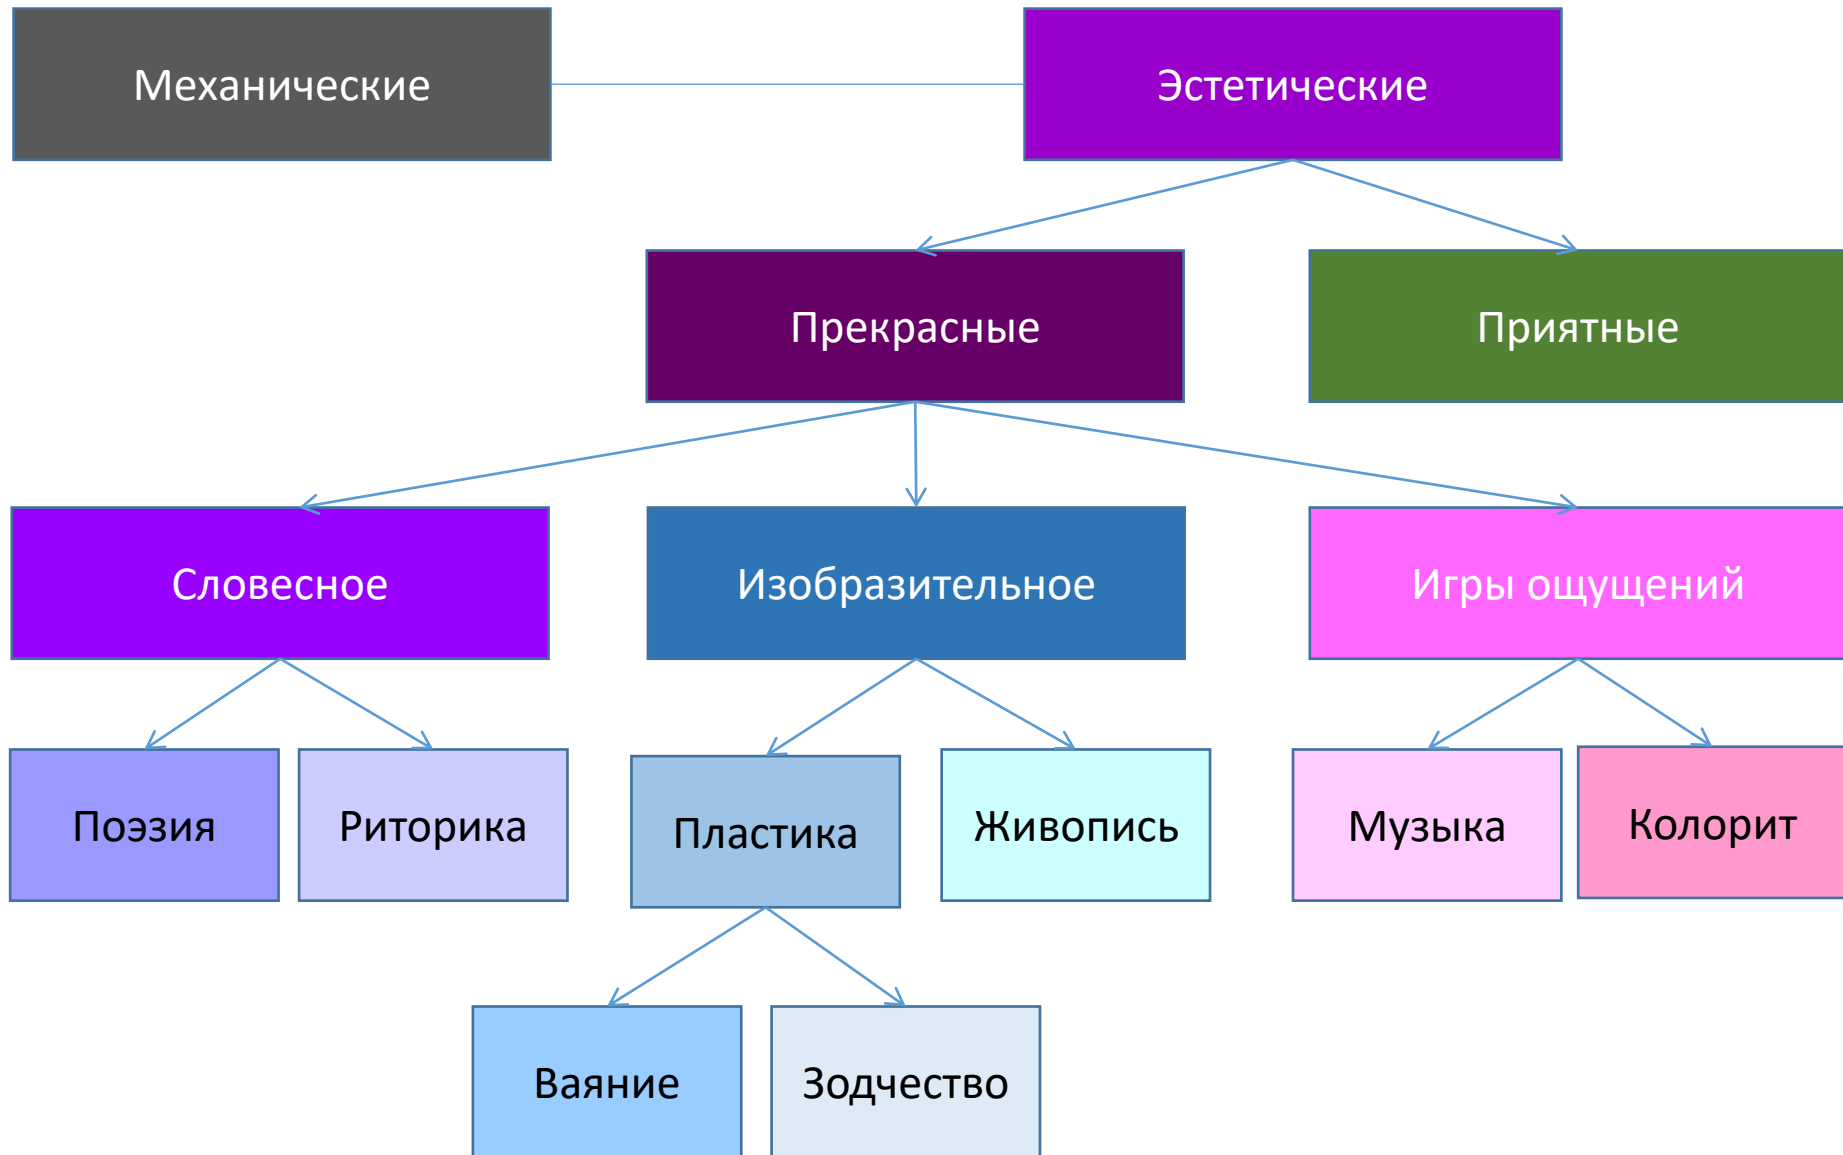 Механические
Эстетические
Прекрасные
Приятные
Словесное
Изобразительное
Игры ощущений
Поэзия
Риторика
Пластика
Живопись
Музыка
Колорит
Ваяние
Зодчество